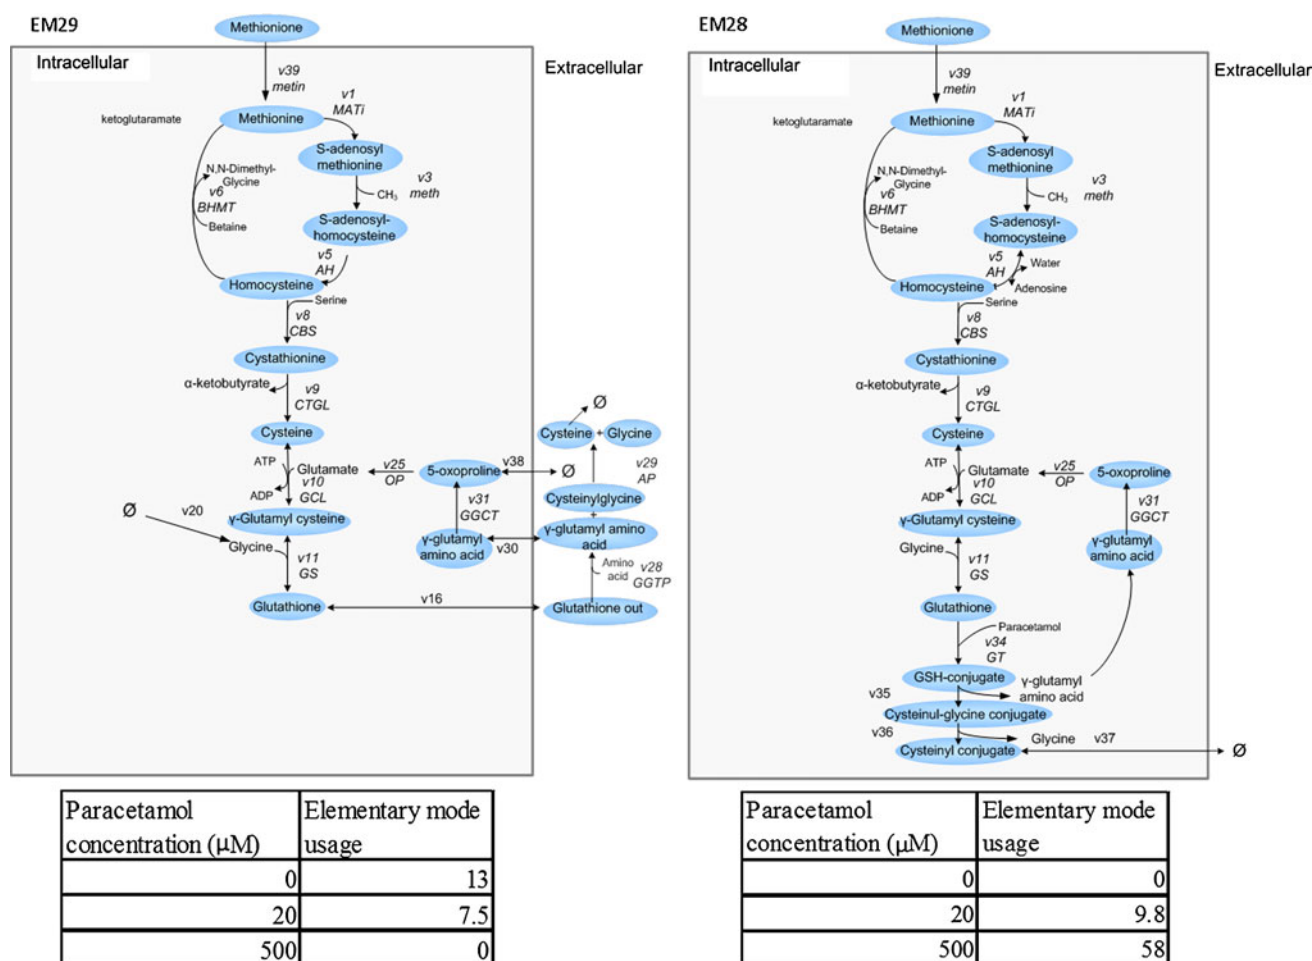 EM29
Methionione
Intracellular
Extracellular
v39
metin
v1
MATi
ketoglutaramate
Methionine
S-adenosyl
methionine
N,N-Dimethyl-
Glycine
v6
BHMT
Betaine
v3
meth
CH₃
S-adenosyl-
homocysteine
v5
AH
Homocysteine
Serine
v8
CBS
Cystathionine
α-ketobutyrate
v9
CTGL
Cysteine
ATP
Glutamate
v10
GCL
ADP
v25
OP
5-oxoproline
v38
Ø
Ø
Cysteine + Glycine
v29
AP
Cysteinylglycine
+
γ-glutamyl amino
acid
v31
GGCT
γ-glutamyl
amino acid
v30
Ø
v20
γ-Glutamyl cysteine
Glycine
v11
GS
Amino
acid
v28
GGTP
Glutathione
v16
Glutathione out
Paracetamol
concentration (μM)
Elementary mode
usage
0
13
20
7.5
500
0
EM28
Methionione
Intracellular
Extracellular
v39
metin
v1
MATi
ketoglutaramate
Methionine
S-adenosyl
methionine
N,N-Dimethyl-
Glycine
v6
BHMT
Betaine
v3
meth
CH₃
S-adenosyl-
homocysteine
v5
AH
Water
Adenosine
Homocysteine
Serine
v8
CBS
Cystathionine
α-ketobutyrate
v9
CTGL
Cysteine
ATP
Glutamate
v10
GCL
ADP
v25
OP
5-oxoproline
v31
GGCT
γ-glutamyl
amino acid
γ-Glutamyl cysteine
Glycine
v11
GS
Glutathione
Paracetamol
v34
GT
GSH-conjugate
γ-glutamyl
amino acid
v35
Cysteinul-glycine conjugate
v36
Glycine
v37
Cysteinyl conjugate
Ø
Paracetamol
concentration (μM)
Elementary mode
usage
0
0
20
9.8
500
58